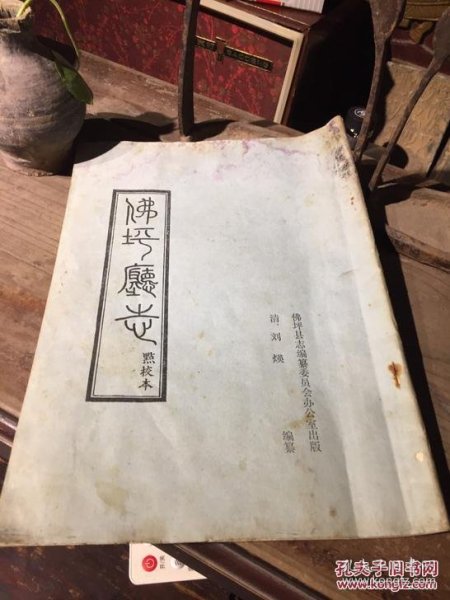 佛坪廳志
點校本
清·刘煐
编纂
佛坪县志编纂委员会办公室出版
孔夫子旧书网
www.kongfz.com